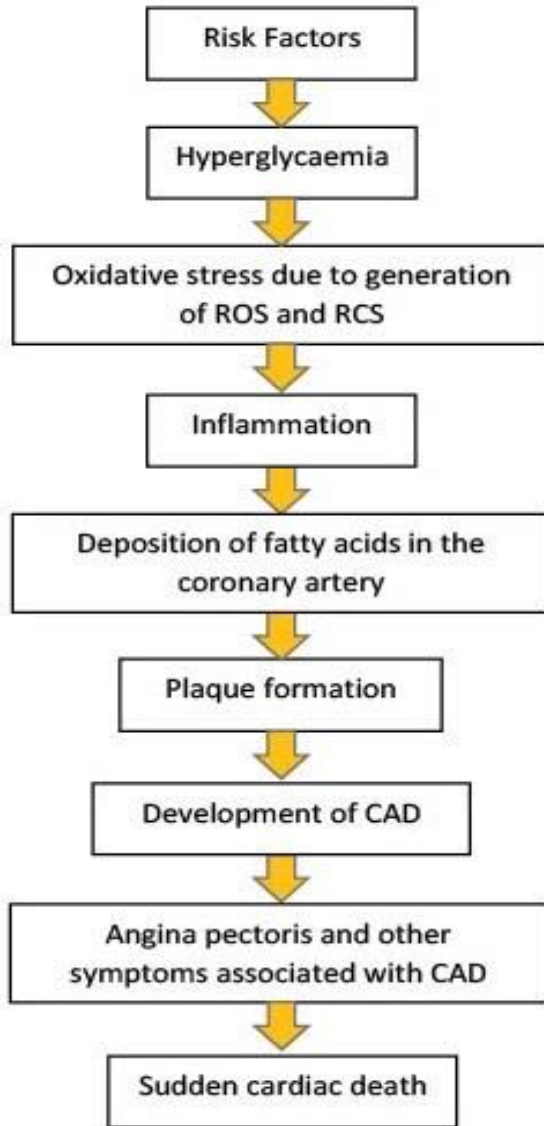 Risk Factors
Hyperglycaemia
Oxidative stress due to generation
of ROS and RCS
Inflammation
Deposition of fatty acids in the
coronary artery
Plaque formation
Development of CAD
Angina pectoris and other
symptoms associated with CAD
Sudden cardiac death